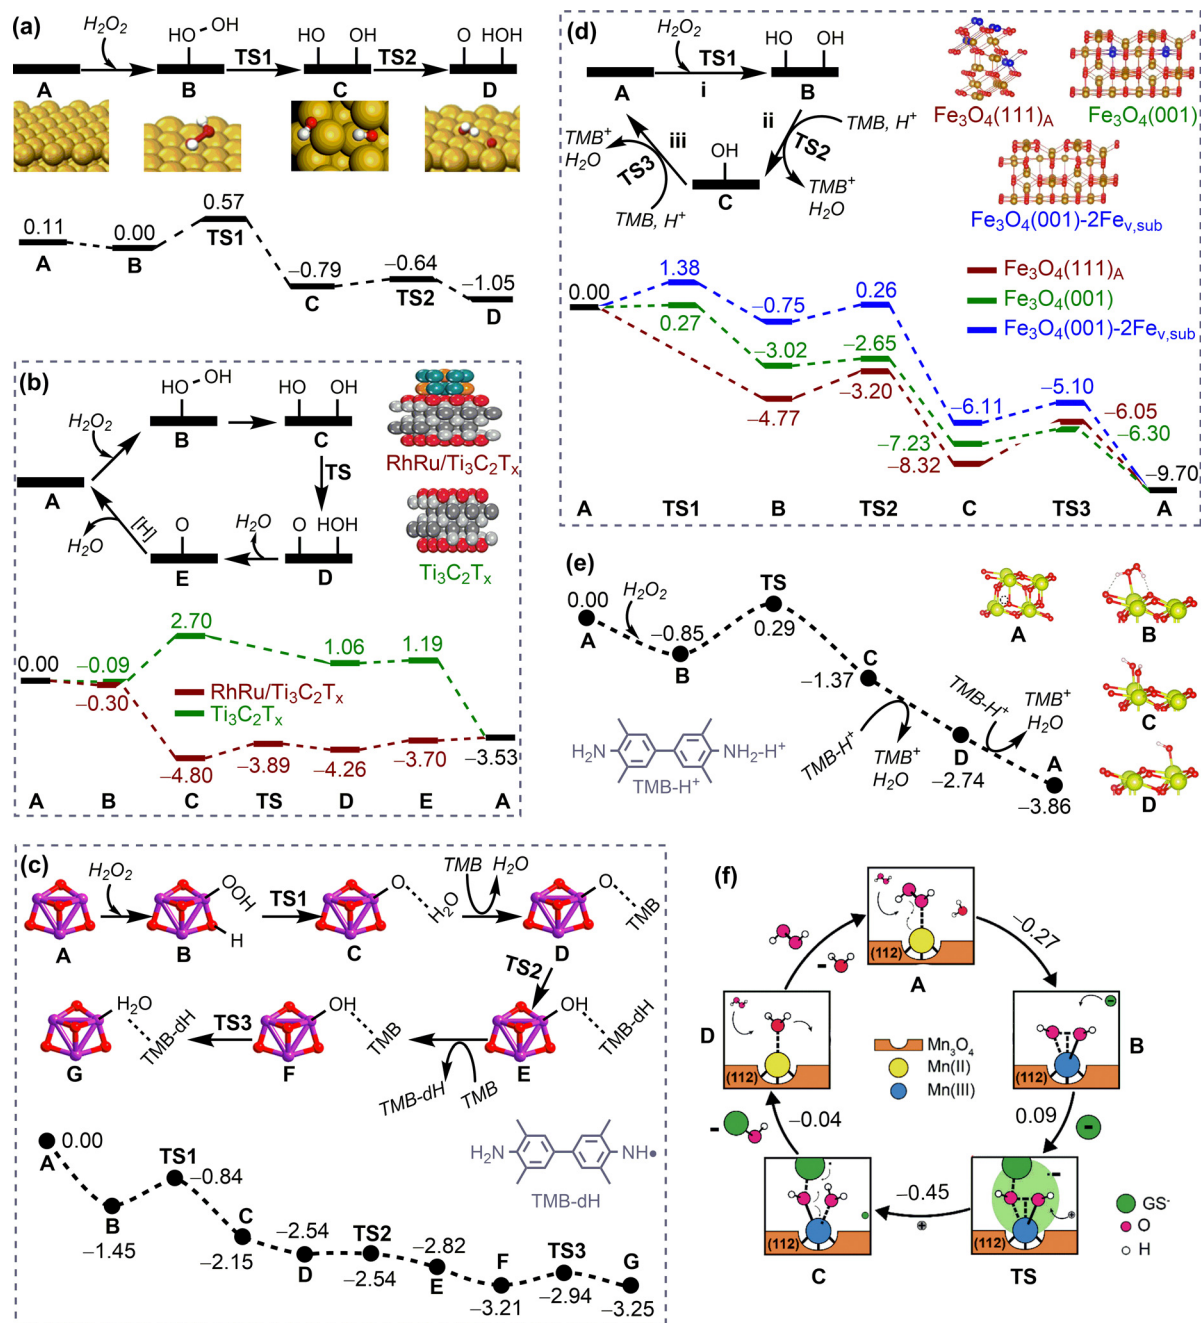 (a)
H2O2
HO OH
HO OH
O HOH
TS1
TS2
A
B
C
D
0.11
0.00
0.57
−0.79
−0.64
−1.05
A
B
TS1
C
TS2
D
(b)
H2O2
HO OH
HO OH
B
C
A
TS
RhRu/Ti3C2Tx
Ti3C2Tx
[H]
H2O
O
H2O
O HOH
E
D
2.70
0.00
−0.09
−0.30
1.06
1.19
RhRu/Ti3C2Tx
Ti3C2Tx
−4.80
−3.89
−4.26
−3.70
−3.53
A B C TS D E A
(c)
H2O2
OOH
H
TS1
O
H2O
TMB
H2O
O
TMB
A
B
C
D
TS2
H2O
TMB-dH
TS3
OH
TMB
OH
TMB-dH
G
F
E
TMB-dH
TMB
H2N
NH•
TMB-dH
0.00
A
TS1
−0.84
B
−1.45
C
−2.15
−2.54
D
TS2
−2.54
−2.82
E
F
−3.21
TS3
−2.94
G
−3.25
(d)
H2O2
HO OH
TS1
i
A
B
Fe3O4(111)A
Fe3O4(001)
TMB+
H2O
iii
TS3
OH
ii
TMB, H+
TS2
TMB+
H2O
C
TMB, H+
Fe3O4(001)-2Fev,sub
Fe3O4(111)A
Fe3O4(001)
Fe3O4(001)-2Fev,sub
0.00
1.38
0.27
−0.75
−3.02
−4.77
0.26
−2.65
−3.20
−6.11
−7.23
−8.32
−5.10
−6.05
−6.30
−9.70
A TS1 B TS2 C TS3 A
(e)
0.00
A
H2O2
−0.85
B
TS
0.29
C
−1.37
TMB-H+
TMB+
H2O
D
−2.74
TMB-H+
TMB+
H2O
A
−3.86
H2N
NH2-H+
TMB-H+
A
B
C
D
(f)
(112)
A
−0.27
(112)
B
0.09
−
(112)
TS
−0.45
(112)
C
−0.04
(112)
D
Mn3O4
Mn(II)
Mn(III)
GS-
O
H